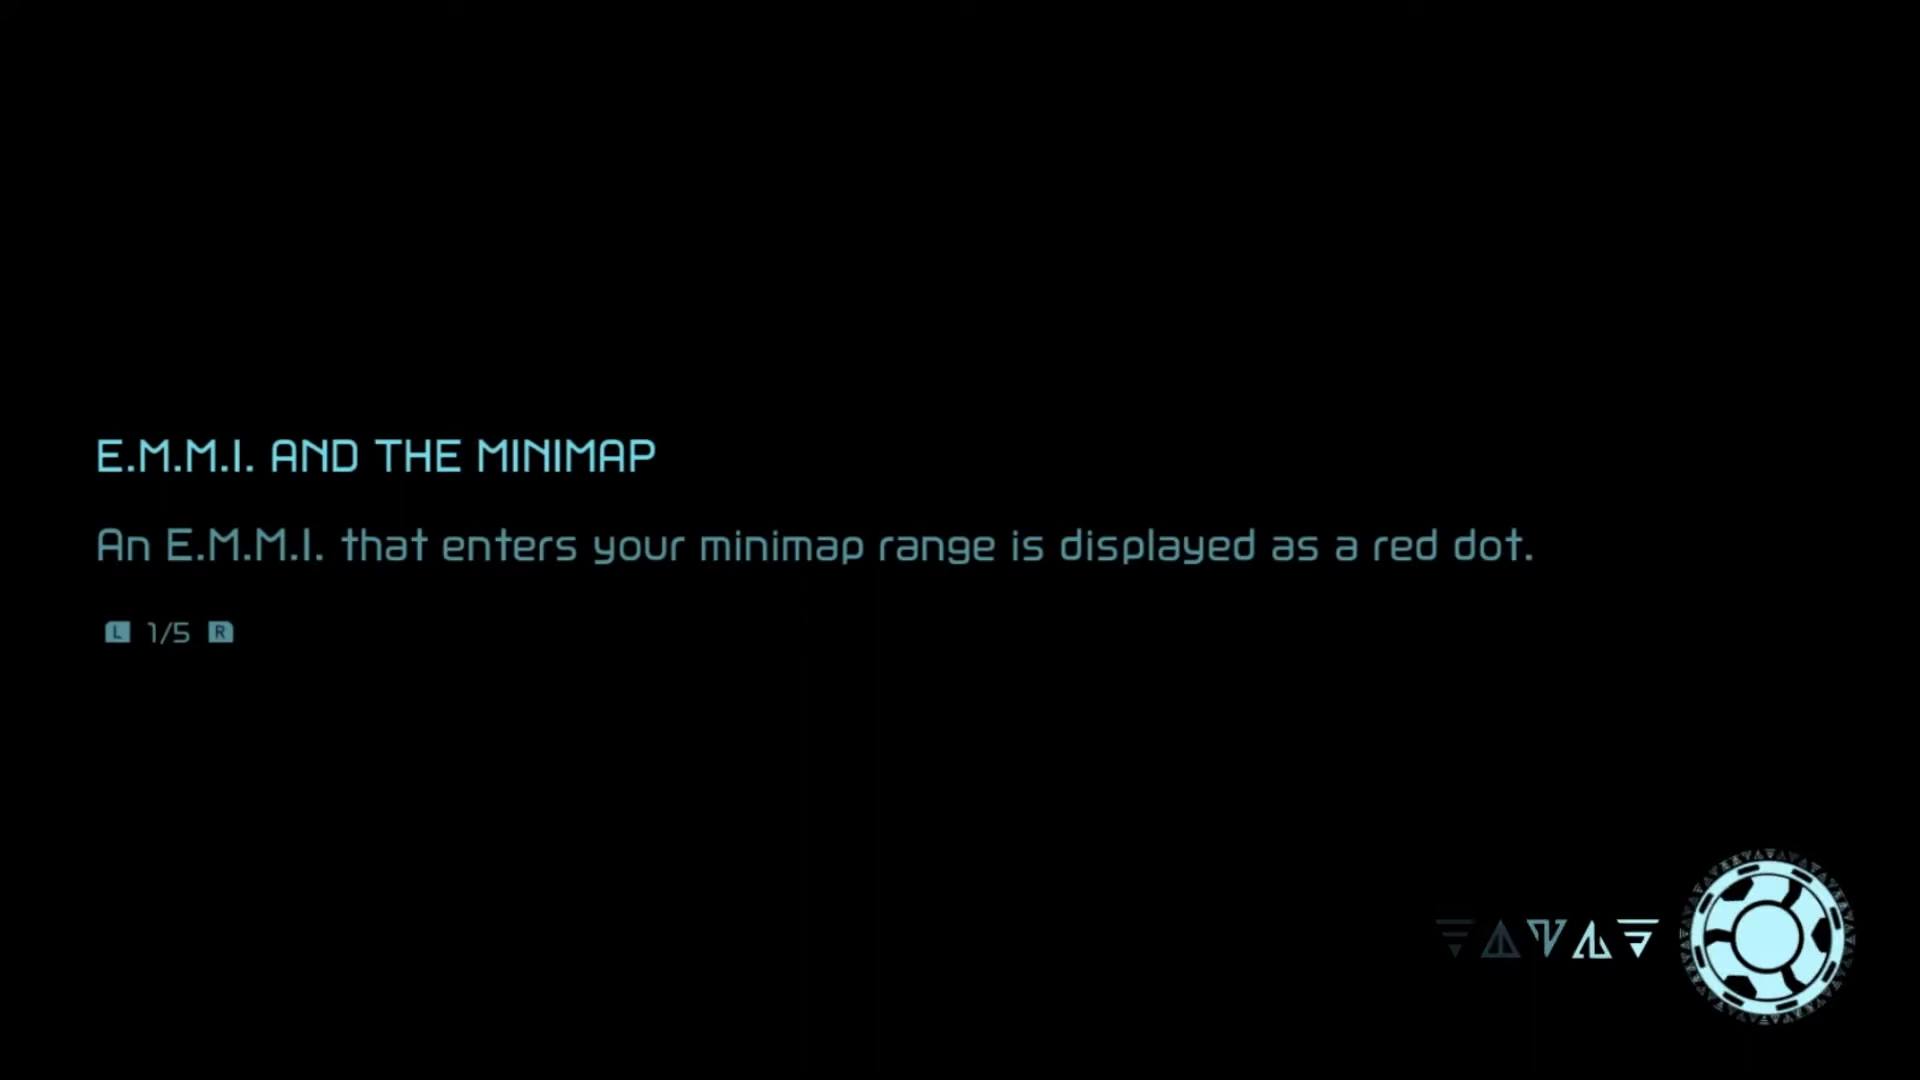 E.M.M.I. AND THE MINIMAP
An E.M.M.I. that enters your minimap range is displayed as a red dot.
L 1/5 R